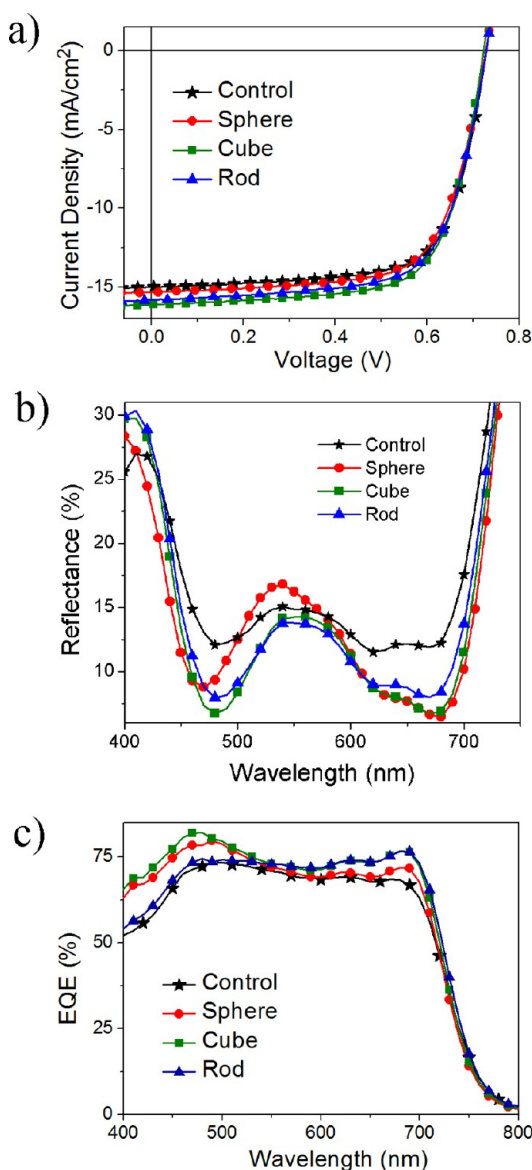 a)
Current Density (mA/cm²)
0
-5
-10
-15
Control
Sphere
Cube
Rod
0.0 0.2 0.4 0.6 0.8
Voltage (V)
b)
Reflectance (%)
30
25
20
15
10
Control
Sphere
Cube
Rod
400 500 600 700
Wavelength (nm)
c)
EQE (%)
75
50
25
0
Control
Sphere
Cube
Rod
400 500 600 700 800
Wavelength (nm)